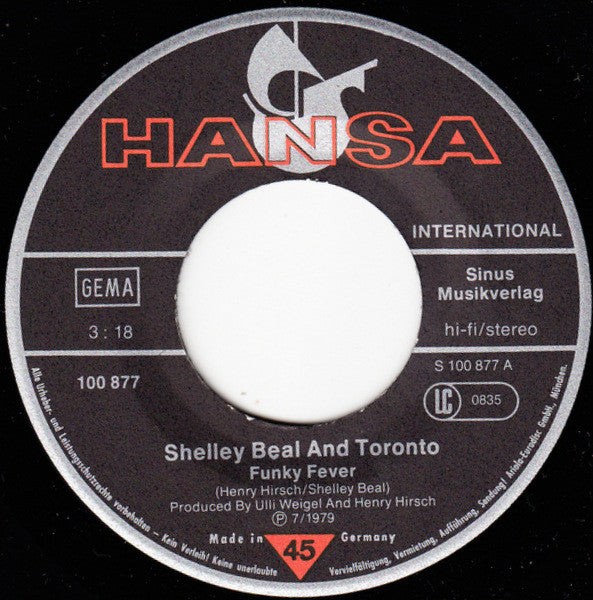 HANSA
INTERNATIONAL
GEMA
3 : 18
100 877
Sinus
Musikverlag
hi-fi/stereo
S 100 877 A
LC 0835
Shelley Beal And Toronto
Funky Fever
(Henry Hirsch/Shelley Beal)
Produced By Ulli Weigel And Henry Hirsch
Ⓟ 7/1979
Made in Germany
45
Alle Urheber- und Leistungsschutzrechte vorbehalten - Kein Verleih! Keine unerlaubte Vervielfältigung, Vermietung, Aufführung, Sendung! Ariola-Eurodisc GmbH, München.